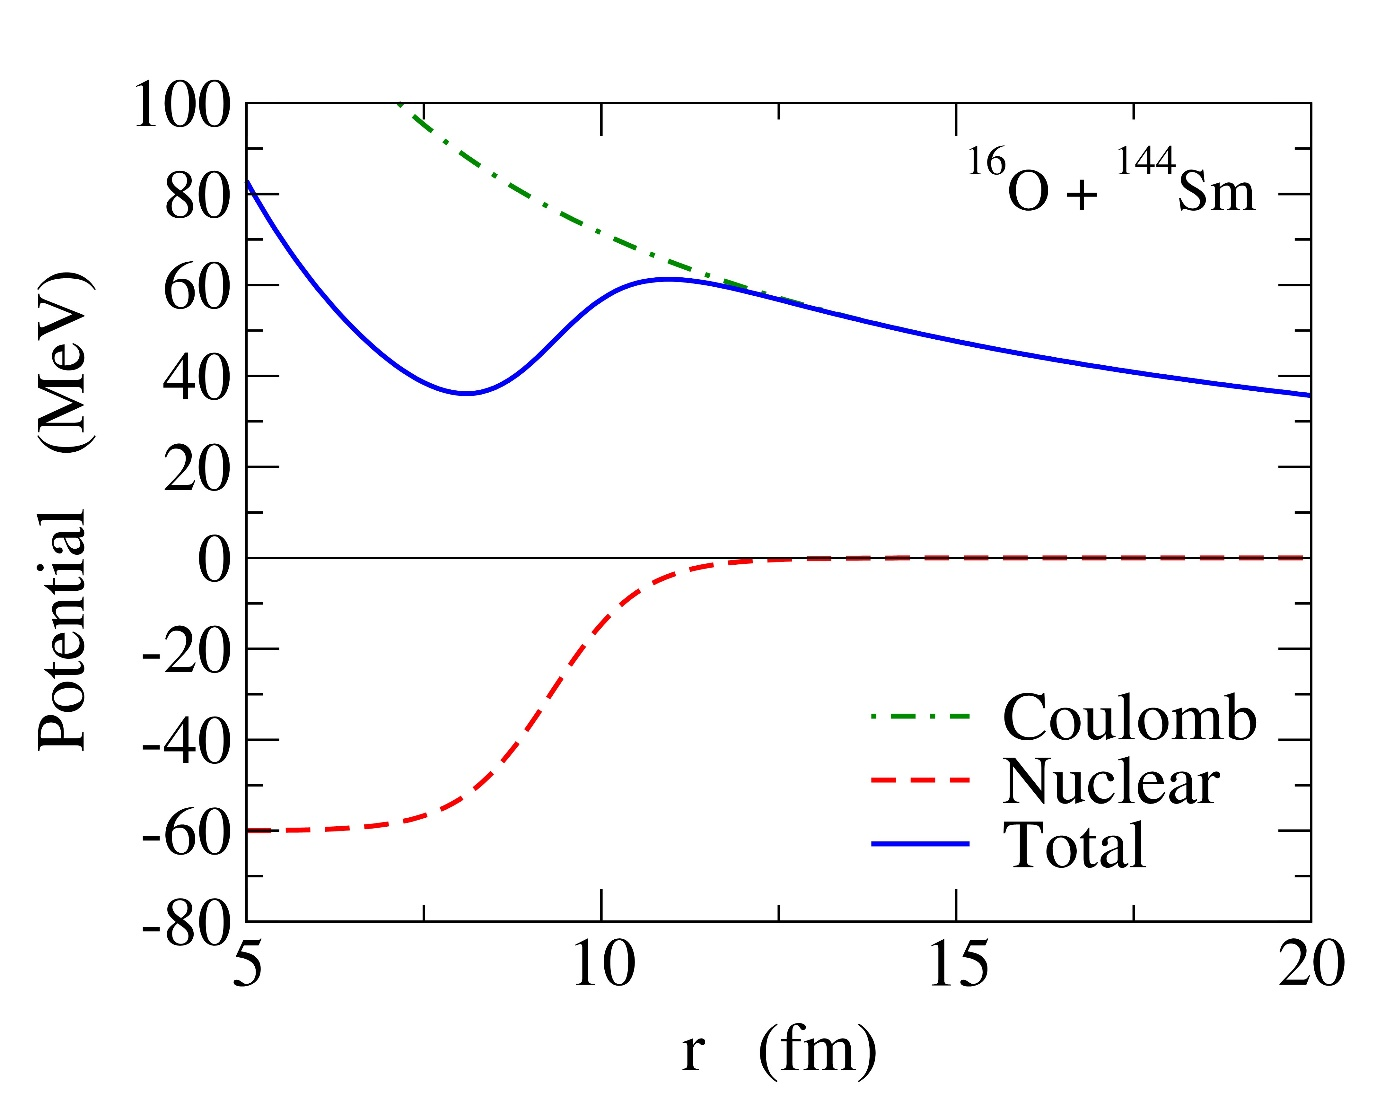 100
80
60
40
20
0
-20
-40
-60
-80
5 10 15 20
Potential (MeV)
r (fm)
¹⁶O + ¹⁴⁴Sm
Coulomb
Nuclear
Total